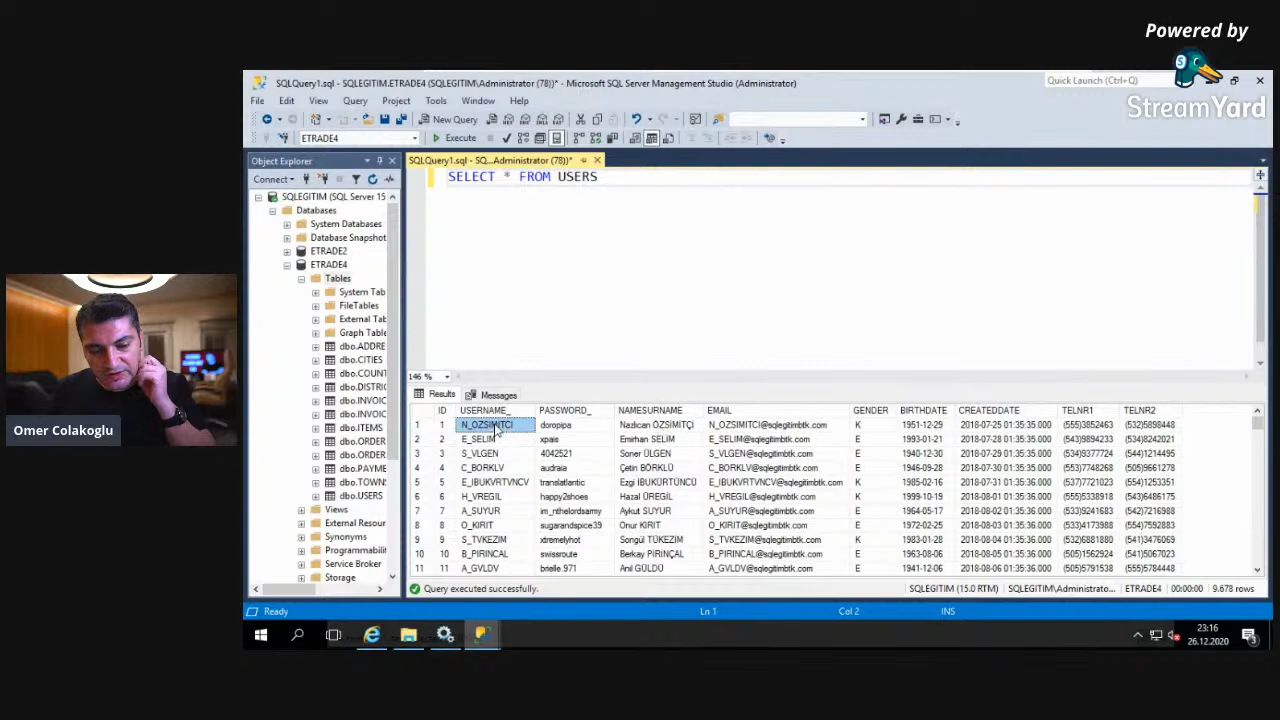 Powered by
StreamYard
SQLQuery1.sql - SQLEGITIM.ETRADE4 (SQLEGITIM\Administrator (78))* - Microsoft SQL Server Management Studio (Administrator)
Quick Launch (Ctrl+Q)
File Edit View Query Project Tools Window Help
New Query
ETRADE4 Execute
Object Explorer
SQLQuery1.sql - SQ...Administrator (78))*
Connect
SELECT * FROM USERS
SQLEGITIM (SQL Server 15
Databases
System Databases
Database Snapshot
ETRADE2
ETRADE4
Tables
System Tab
FileTables
External Tab
Graph Table
dbo.ADDRE
dbo.CITIES
dbo.COUN
dbo.DISTRI
dbo.INVOIC
dbo.INVOIC
dbo.ITEMS
dbo.ORDER
dbo.ORDER
dbo.PAYME
dbo.TOWNS
dbo.USERS
Views
External Resour
Synonyms
Programmabili
Service Broker
Storage
146 %
Results Messages
ID USERNAME_ PASSWORD_ NAMESURNAME EMAIL GENDER BIRTHDATE CREATEDDATE TELNR1 TELNR2
1 1 N_OZSIMITCI doropipa Nazlıcan ÖZSİMİTÇİ N_OZSIMITCI@sqlegitimbtk.com K 1951-12-29 2018-07-25 01:35:35.000 (555)3852463 (532)5898448
2 2 E_SELIM xpais Emirhan SELİM E_SELIM@sqlegitimbtk.com E 1993-01-21 2018-07-28 01:35:35.000 (543)9894233 (534)8242021
3 3 S_VLGEN 4042521 Soner ÜLGEN S_VLGEN@sqlegitimbtk.com E 1940-12-30 2018-07-29 01:35:35.000 (534)9377724 (544)1214495
4 4 C_BORKLV audraia Çetin BÖRKLÜ C_BORKLV@sqlegitimbtk.com E 1946-09-28 2018-07-30 01:35:35.000 (553)7748268 (505)9661278
5 5 E_IBUKVRTVNCV translatlantic Ezgi İBUKÜRTÜNCÜ E_IBUKVRTVNCV@sqlegitimbtk.com K 1985-02-16 2018-07-31 01:35:36.000 (537)7721023 (554)1253351
6 6 H_VREGIL happy2shoes Hazal ÜREGİL H_VREGIL@sqlegitimbtk.com K 1999-10-19 2018-08-01 01:35:36.000 (555)5338918 (543)6486175
7 7 A_SUYUR im_nthelordsarmy Aykut SUYUR A_SUYUR@sqlegitimbtk.com E 1964-05-17 2018-08-02 01:35:36.000 (533)9241683 (542)7216988
8 8 O_KIRIT sugarandspice39 Onur KIRIT O_KIRIT@sqlegitimbtk.com E 1972-02-25 2018-08-03 01:35:36.000 (533)4173988 (507)7592883
9 9 S_TVKEZIM xtremelyhot Songül TÜKEZİM S_TVKEZIM@sqlegitimbtk.com K 1983-01-28 2018-08-04 01:35:36.000 (532)6881880 (541)3476069
10 10 B_PIRINCAL swissroute Berkay PİRİNÇAL B_PIRINCAL@sqlegitimbtk.com E 1963-08-06 2018-08-05 01:35:36.000 (505)1562924 (541)5067023
11 11 A_GVLDV brielle.971 Anıl GÜLDÜ A_GVLDV@sqlegitimbtk.com E 1941-12-06 2018-08-06 01:35:36.000 (505)5791538 (555)5784448
Omer Colakoglu
Query executed successfully. SQLEGITIM (15.0 RTM) SQLEGITIM\Administrato... ETRADE4 00:00:00 9.678 rows
Ready Ln 1 Col 2 INS
23:16
26.12.2020
3